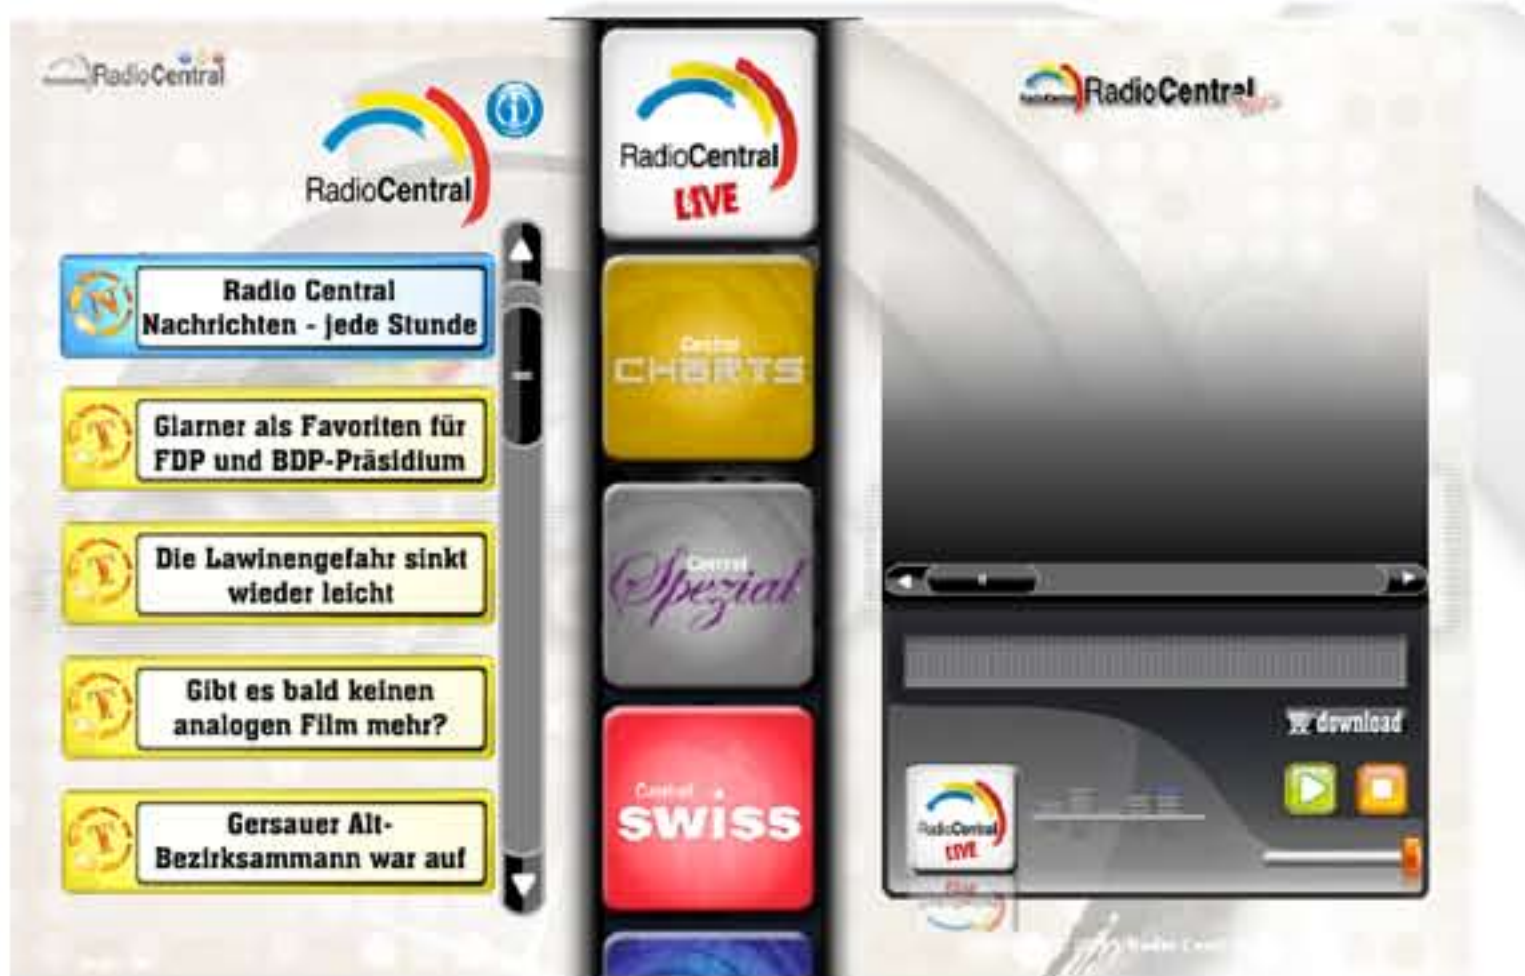 RadioCentral
RadioCentral
Radio Central
Nachrichten - jede Stunde
Glarner als Favoriten für
FDP und BDP-Präsidium
Die Lawinengefahr sinkt
wieder leicht
Gibt es bald keinen
analogen Film mehr?
Gersauer Alt-
Bezirksammann war auf
RadioCentral
LIVE
Central
CHARTS
Central
Spezial
Central
swiss
RadioCentral
RadioCentral
download
RadioCentral
LIVE